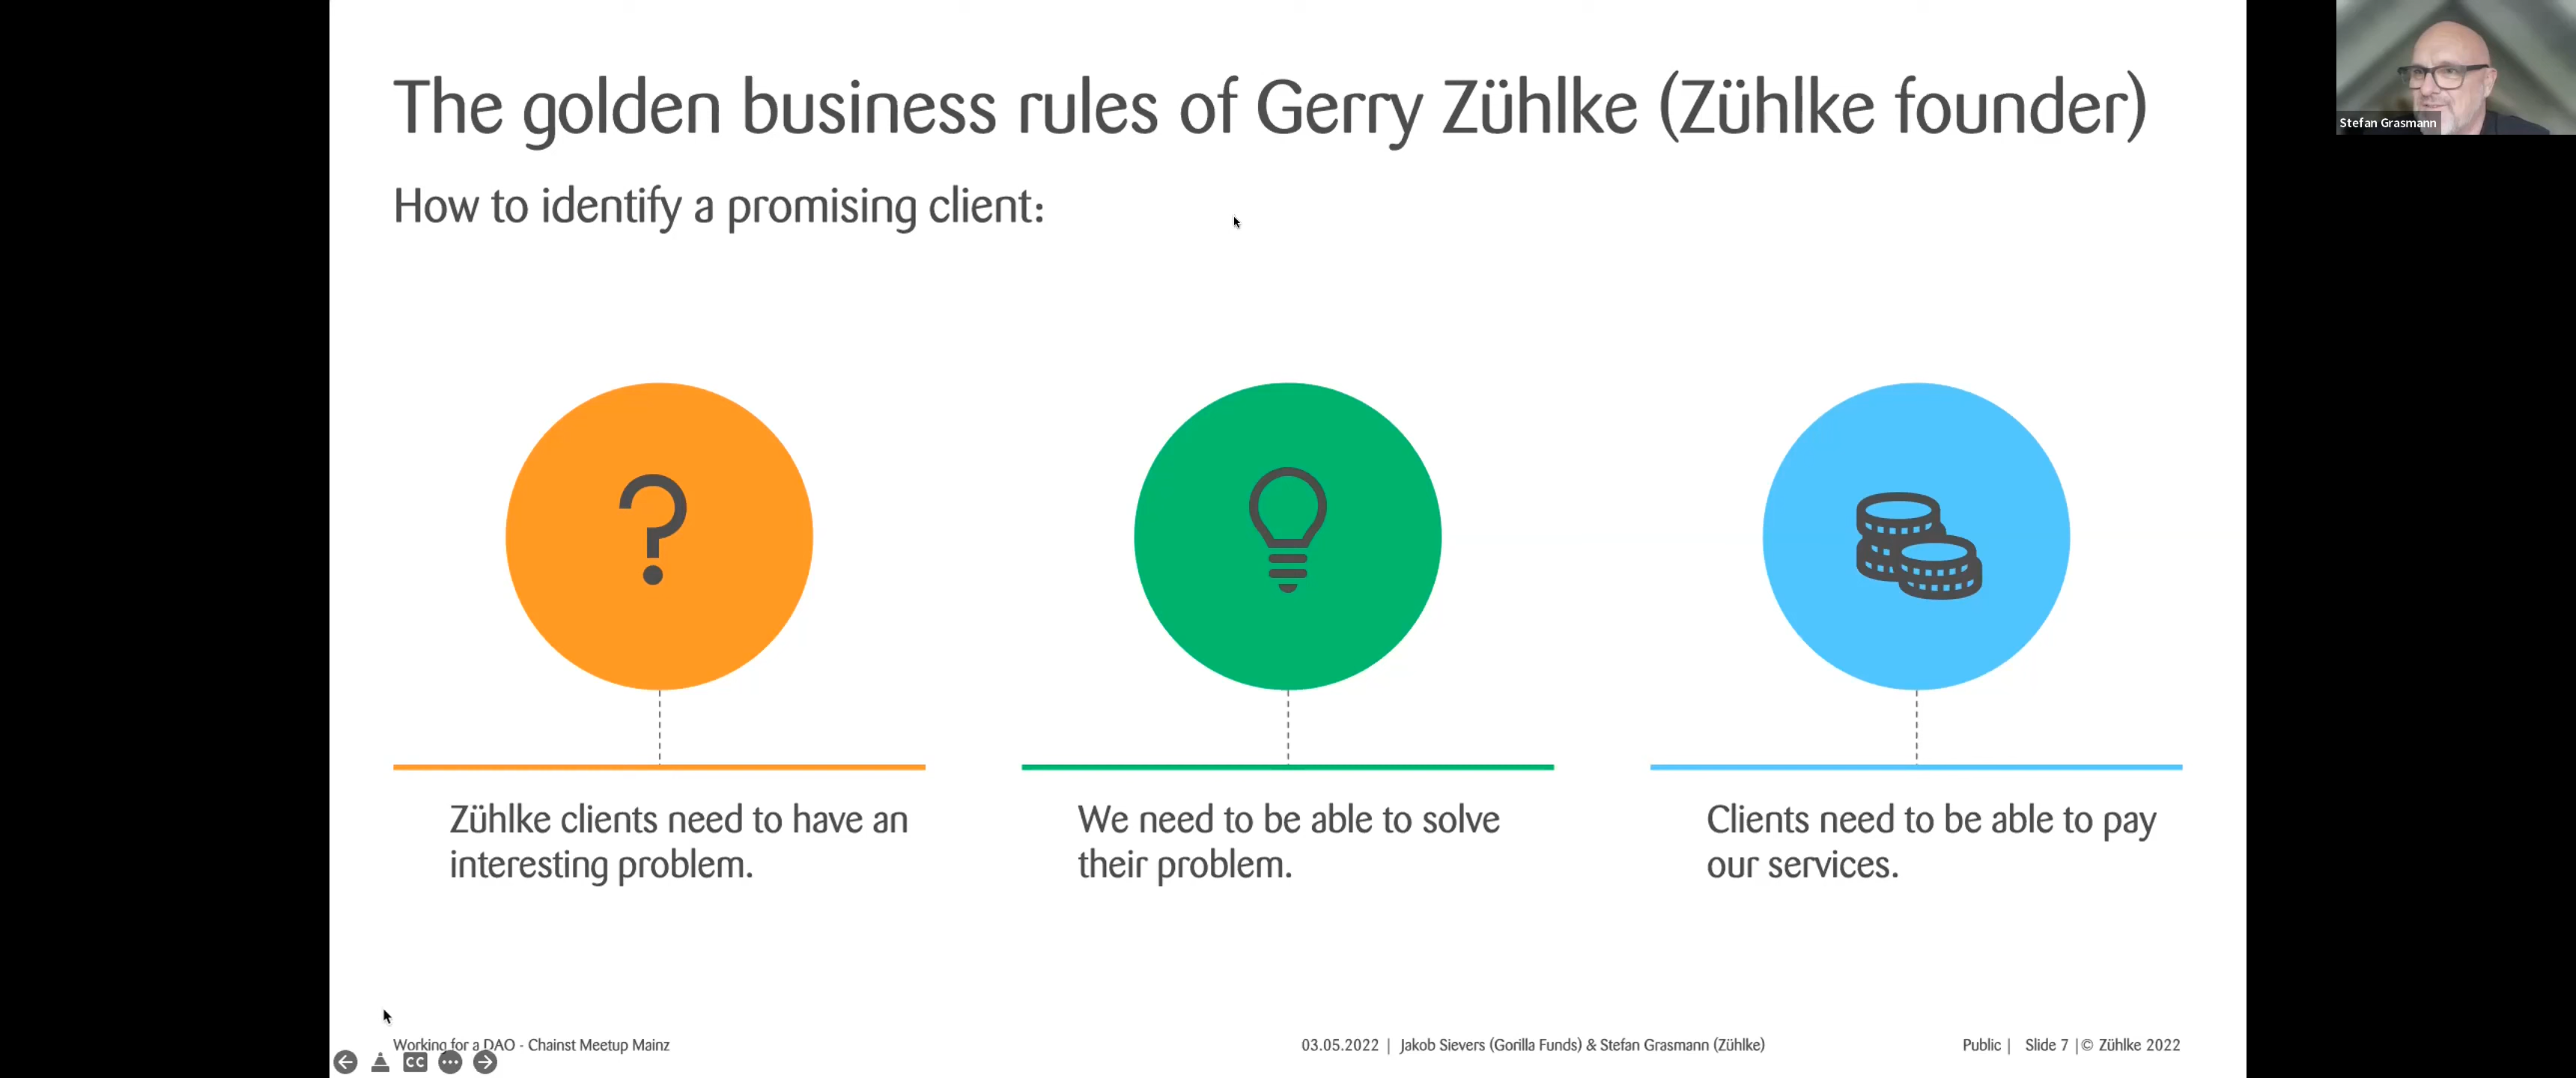 The golden business rules of Gerry Zühlke (Zühlke founder)
Stefan Grasmann
How to identify a promising client:
?
Zühlke clients need to have an
interesting problem.
We need to be able to solve
their problem.
Clients need to be able to pay
our services.
Working for a DAO - Chainst Meetup Mainz
03.05.2022 | Jakob Sievers (Gorilla Funds) & Stefan Grasmann (Zühlke)
Public | Slide 7 | © Zühlke 2022
CC